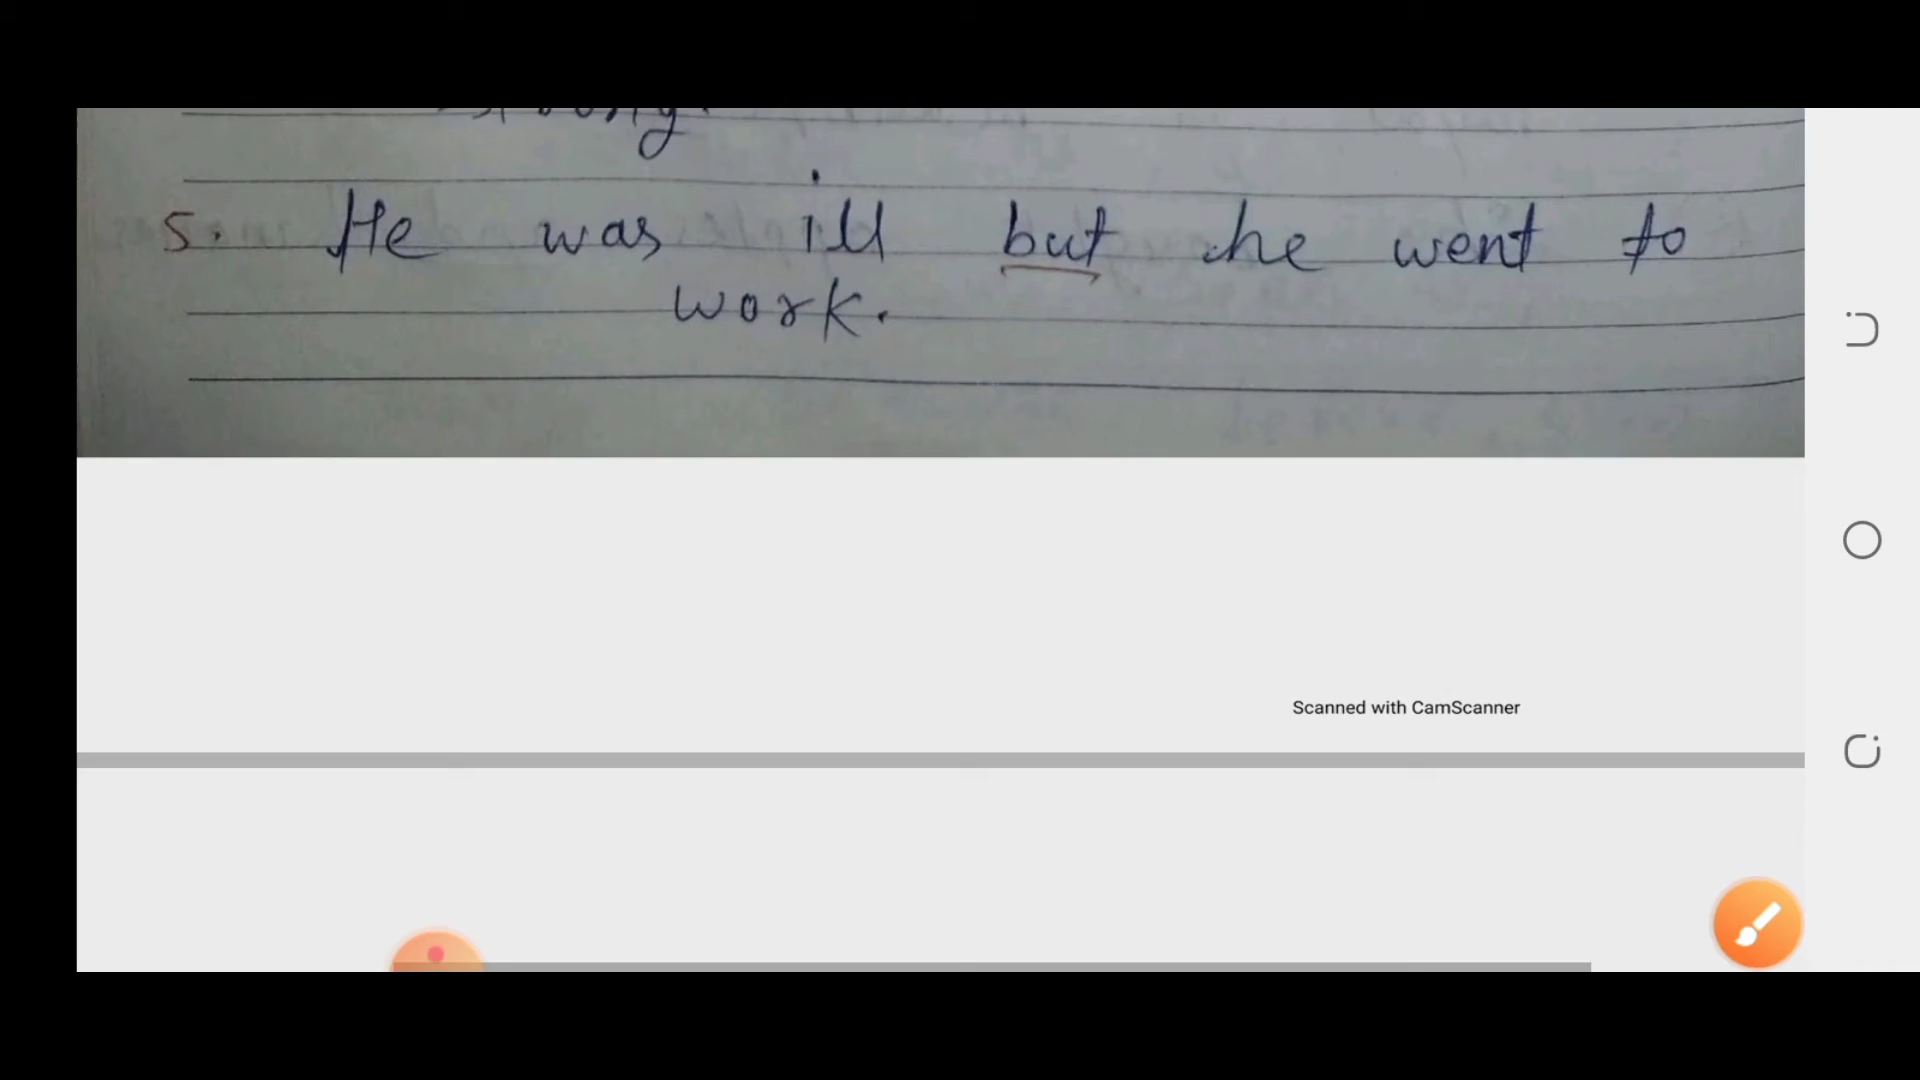 5. He was ill but he went to
work.
Scanned with CamScanner